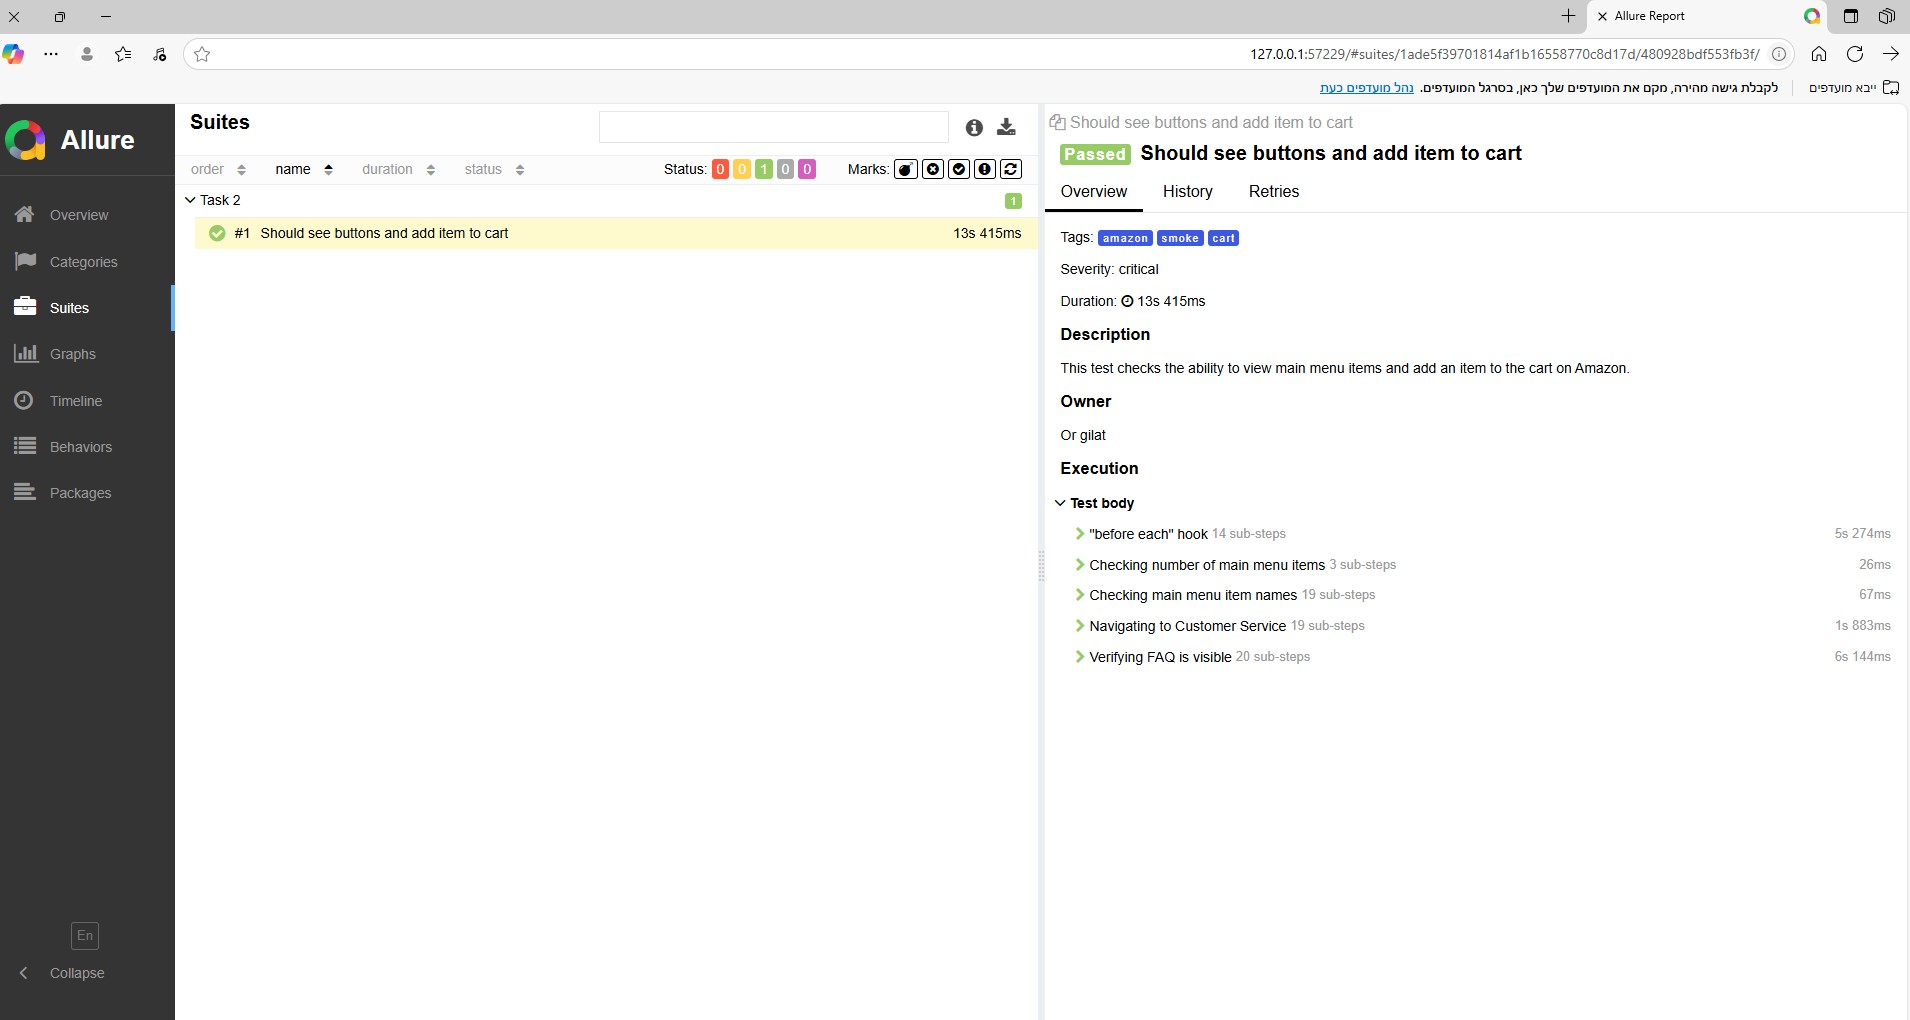 Allure Report
127.0.0.1:57229/#suites/1ade5f39701814af1b16558770c8d17d/480928bdf553fb3f/
ייבא מועדפים
לקבלת גישה מהירה, מקם את המועדפים שלך כאן, בסרגל המועדפים. נהל מועדפים כעת
Allure
Overview
Categories
Suites
Graphs
Timeline
Behaviors
Packages
En
Collapse
Suites
order name duration status Status: 0 0 1 0 0 Marks:
Task 2 1
#1 Should see buttons and add item to cart 13s 415ms
Should see buttons and add item to cart
Passed Should see buttons and add item to cart
Overview History Retries
Tags: amazon smoke cart
Severity: critical
Duration: 13s 415ms
Description
This test checks the ability to view main menu items and add an item to the cart on Amazon.
Owner
Or gilat
Execution
Test body
"before each" hook 14 sub-steps 5s 274ms
Checking number of main menu items 3 sub-steps 26ms
Checking main menu item names 19 sub-steps 67ms
Navigating to Customer Service 19 sub-steps 1s 883ms
Verifying FAQ is visible 20 sub-steps 6s 144ms